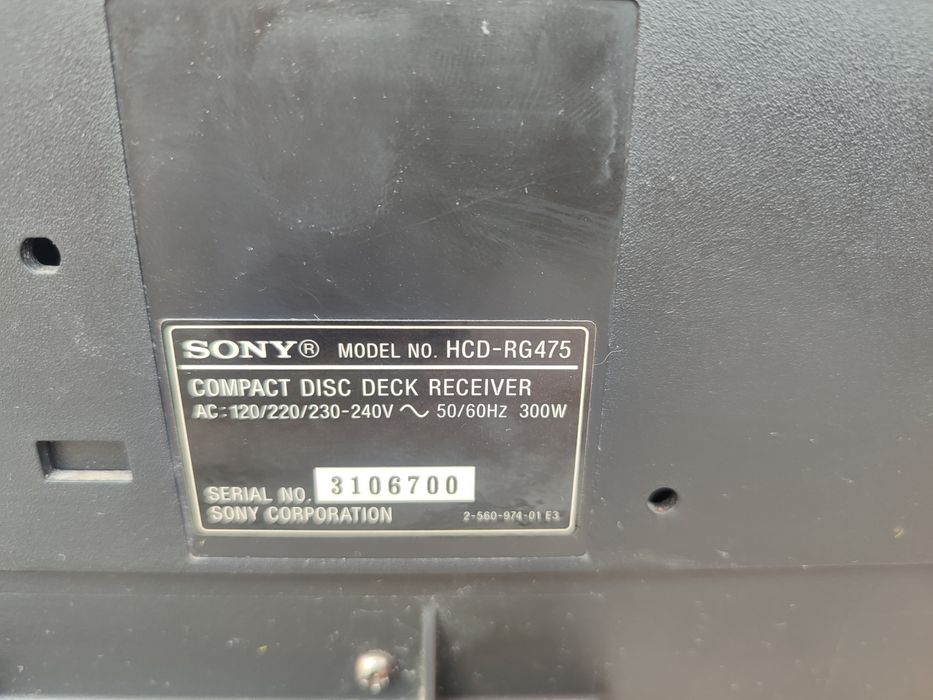 SONY® MODEL NO. HCD-RG475
COMPACT DISC DECK RECEIVER
AC: 120/220/230-240V ～ 50/60Hz 300W
SERIAL NO. 3106700
SONY CORPORATION 2-560-974-01 E3